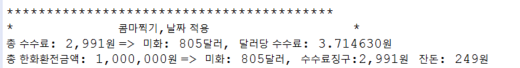 ****************************************
* 콤마찍기,날짜 적용 *
총 수수료: 2,991원 => 미화: 805달러, 달러당 수수료: 3.714630원
총 한화환전금액: 1,000,000원 => 미화: 805달러, 수수료징구:2,991원 잔돈: 249원